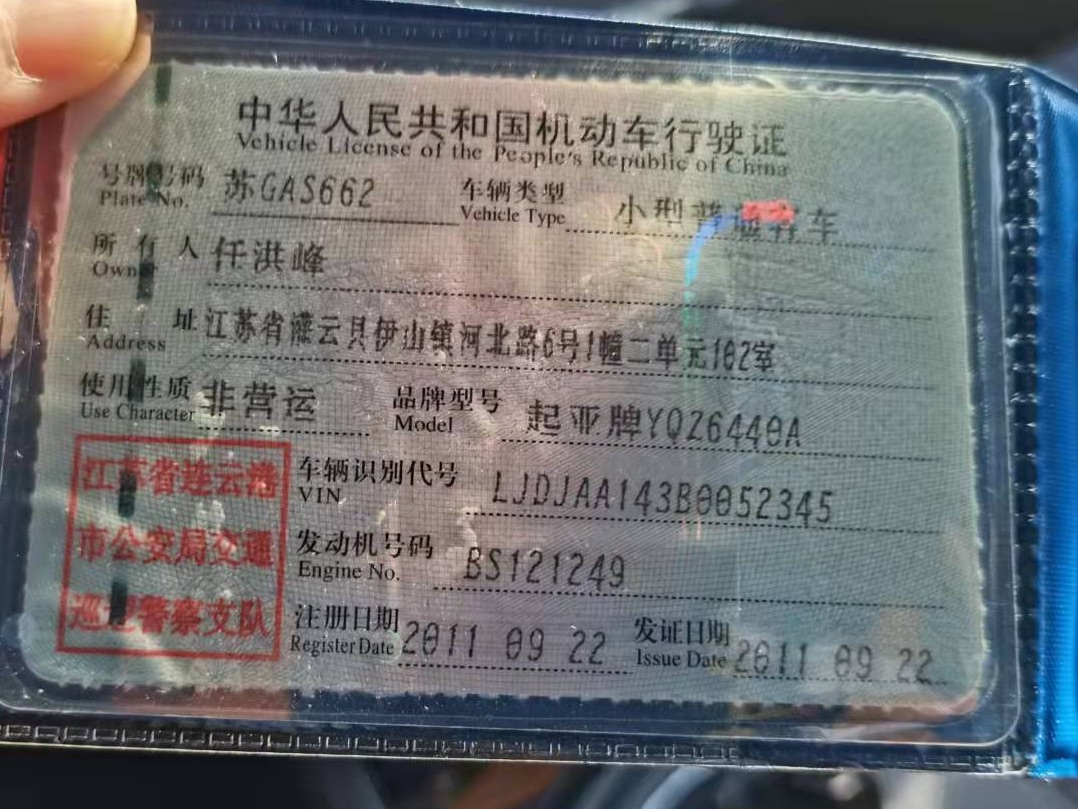 中华人民共和国机动车行驶证
Vehicle License of the People's Republic of China
号牌号码 苏GAS662 车辆类型 小型普通客车
Plate No. Vehicle Type
所有人 任洪峰
Owner
住址 江苏省灌云县伊山镇河北路6号1幢二单元102室
Address
使用性质 非营运 品牌型号 起亚牌YQZ6440A
Use Character Model
江苏省连云港 车辆识别代号 LJDJAA143B0052345
VIN
市公安局交通 发动机号码 BS121249
Engine No.
巡逻警察支队 注册日期 2011 09 22 发证日期 2011 09 22
Register Date Issue Date